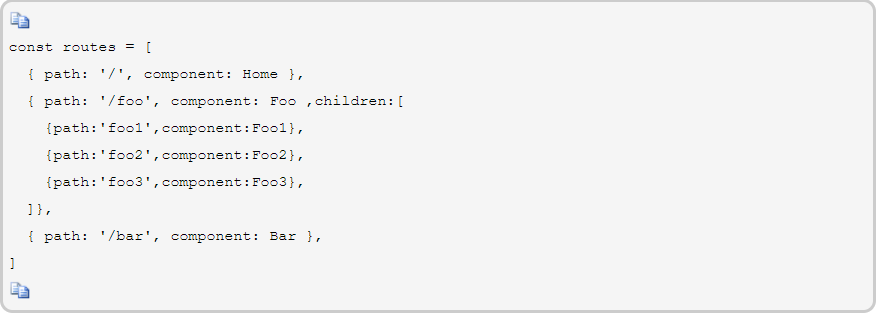 const routes = [
  { path: '/', component: Home },
  { path: '/foo', component: Foo ,children:[
    {path:'foo1',component:Foo1},
    {path:'foo2',component:Foo2},
    {path:'foo3',component:Foo3},
  ]},
  { path: '/bar', component: Bar },
]